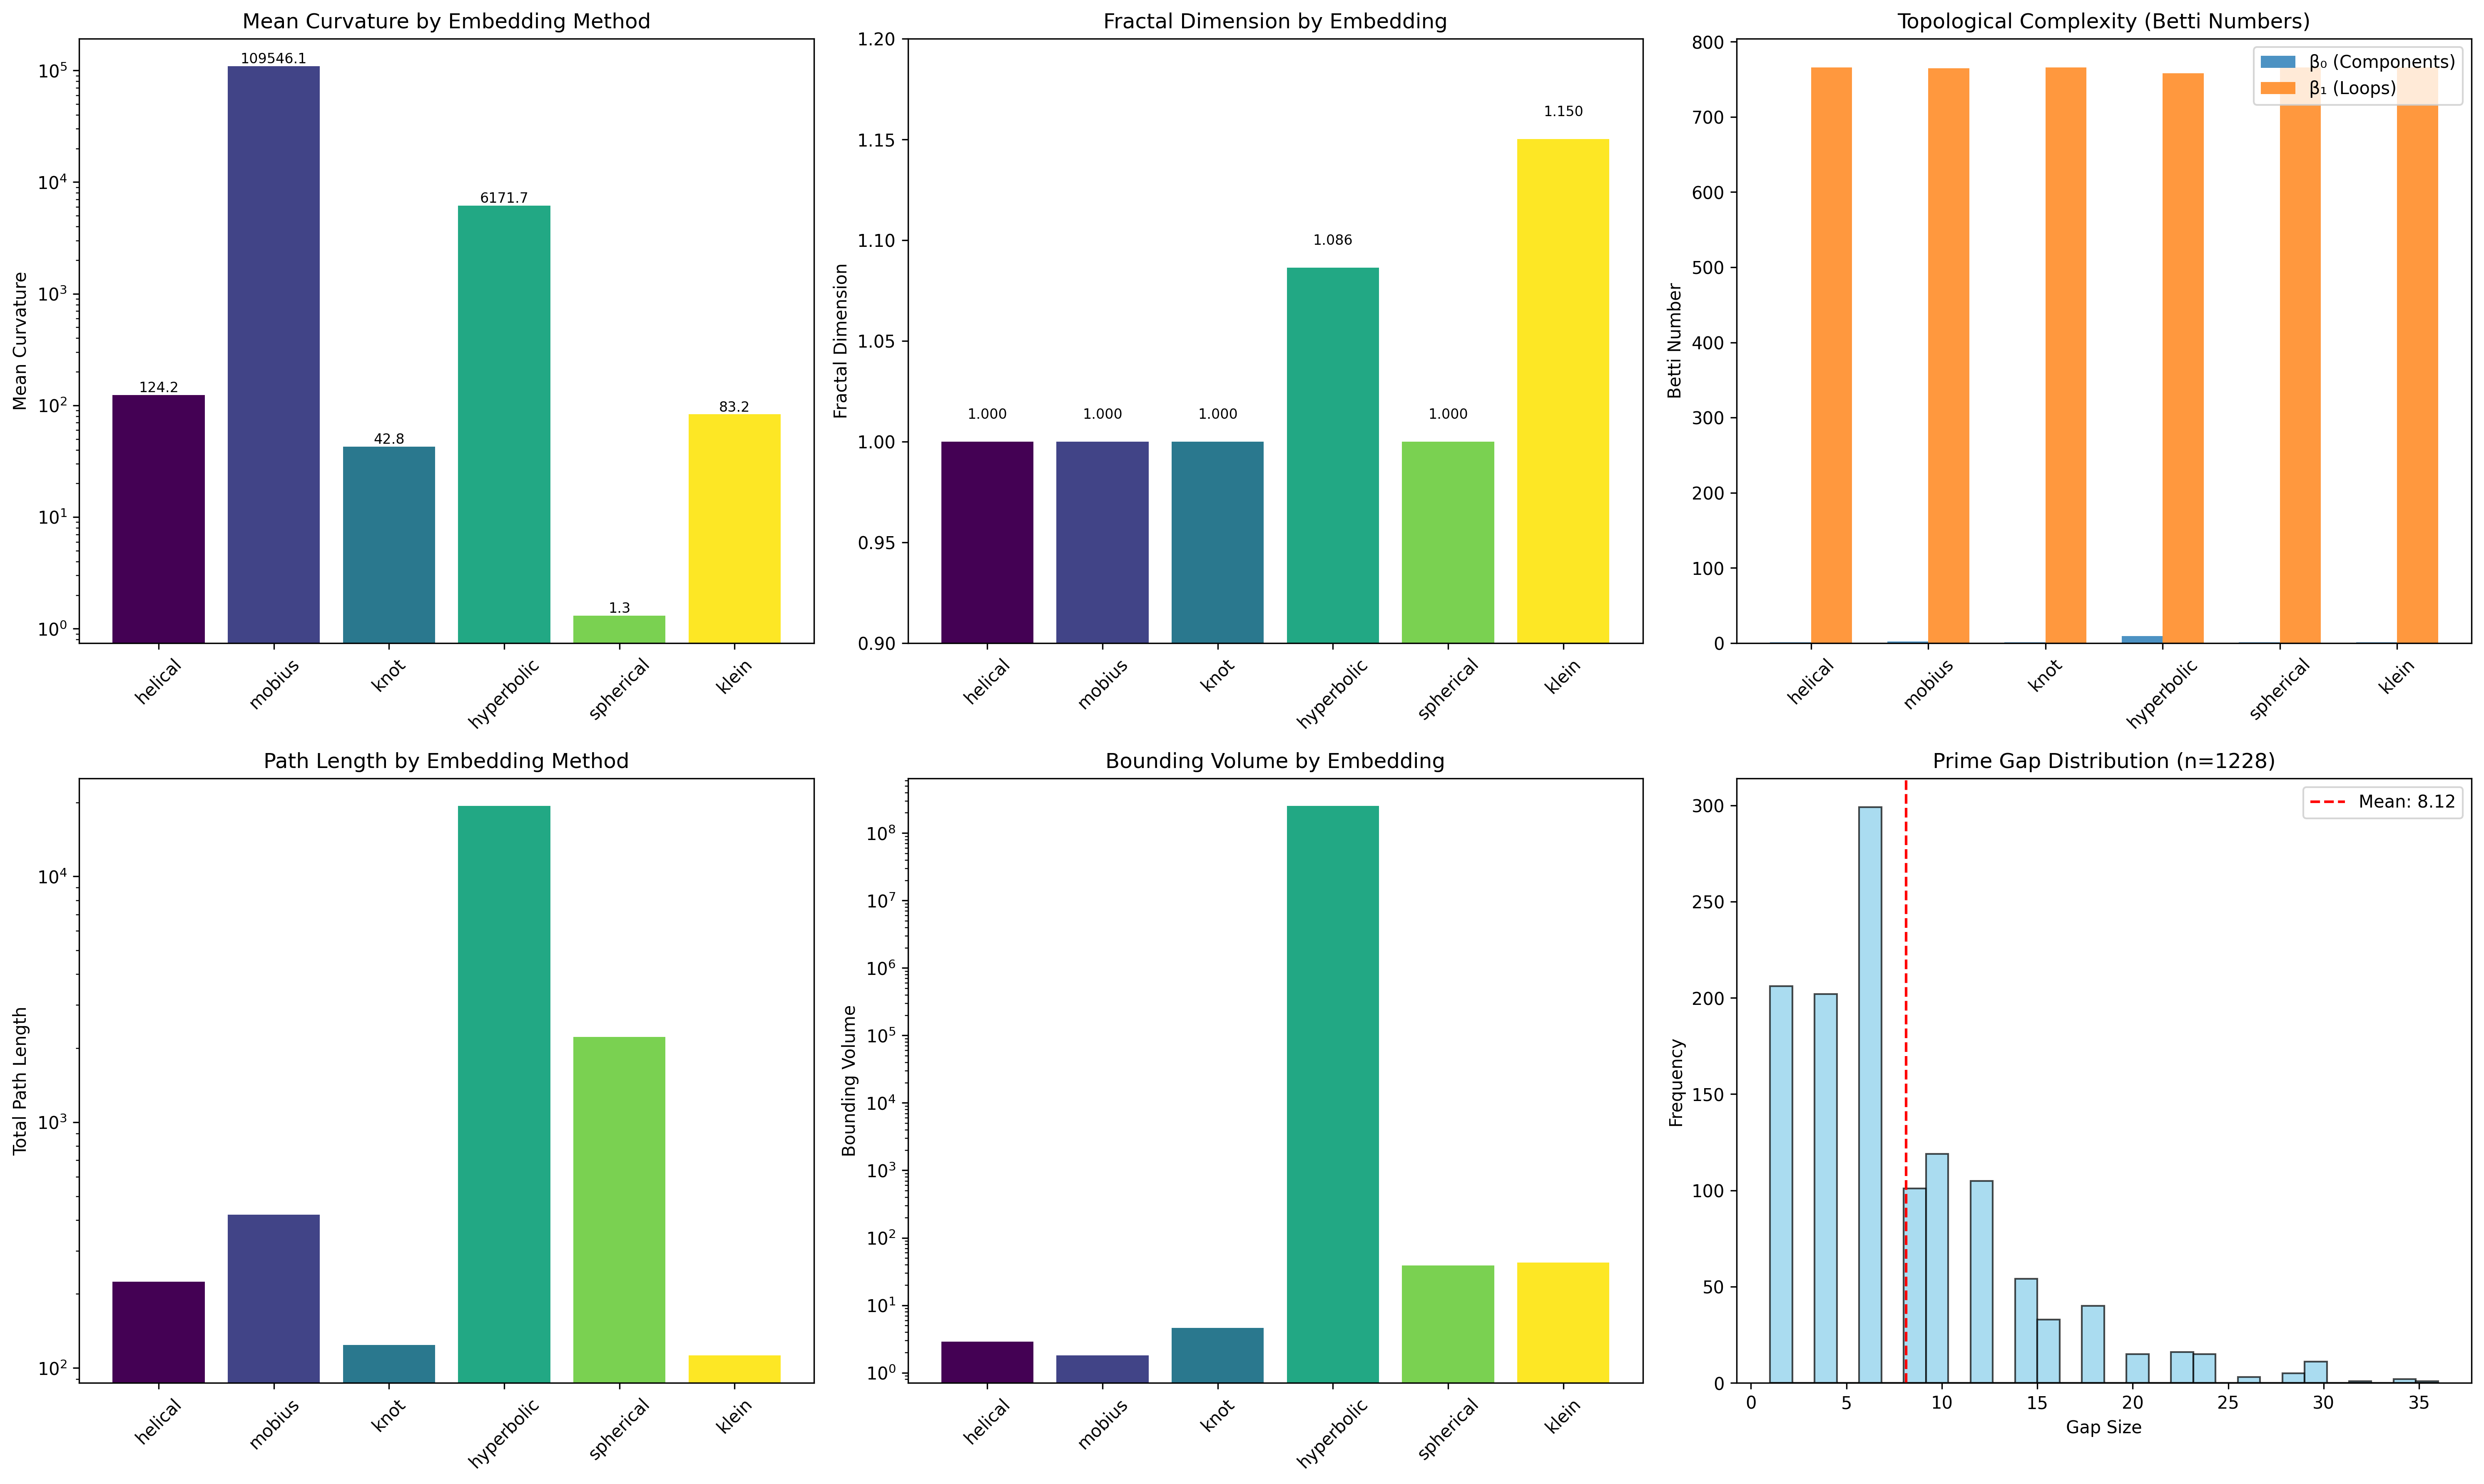 Mean Curvature by Embedding Method
Mean Curvature
10⁵
10⁴
10³
10²
10¹
10⁰
124.2
109546.1
42.8
6171.7
1.3
83.2
helical
mobius
knot
hyperbolic
spherical
klein
Fractal Dimension by Embedding
Fractal Dimension
1.20
1.15
1.10
1.05
1.00
0.95
0.90
1.000
1.000
1.000
1.086
1.000
1.150
helical
mobius
knot
hyperbolic
spherical
klein
Topological Complexity (Betti Numbers)
Betti Number
800
700
600
500
400
300
200
100
0
β₀ (Components)
β₁ (Loops)
helical
mobius
knot
hyperbolic
spherical
klein
Path Length by Embedding Method
Total Path Length
10⁴
10³
10²
helical
mobius
knot
hyperbolic
spherical
klein
Bounding Volume by Embedding
Bounding Volume
10⁸
10⁷
10⁶
10⁵
10⁴
10³
10²
10¹
10⁰
helical
mobius
knot
hyperbolic
spherical
klein
Prime Gap Distribution (n=1228)
Frequency
300
250
200
150
100
50
0
Mean: 8.12
0
5
10
15
20
25
30
35
Gap Size